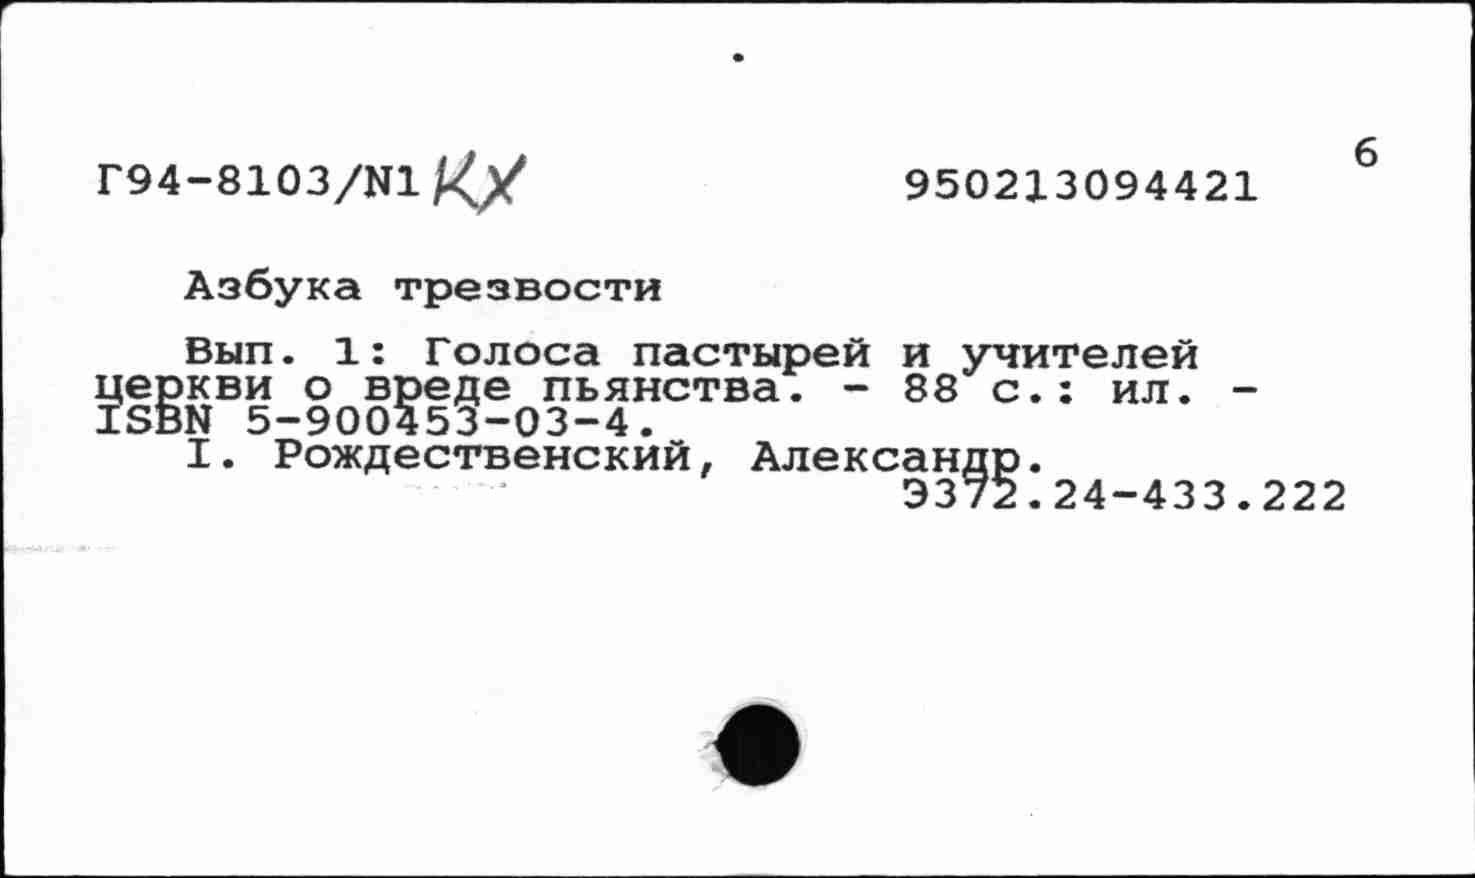 6
Г94-8103/N1 КХ 950213094421
Азбука трезвости
Вып. 1: Голоса пастырей и учителей
церкви о вреде пьянства. - 88 с.: ил. -
ISBN 5-900453-03-4.
I. Рождественский, Александр.
Э372.24-433.222